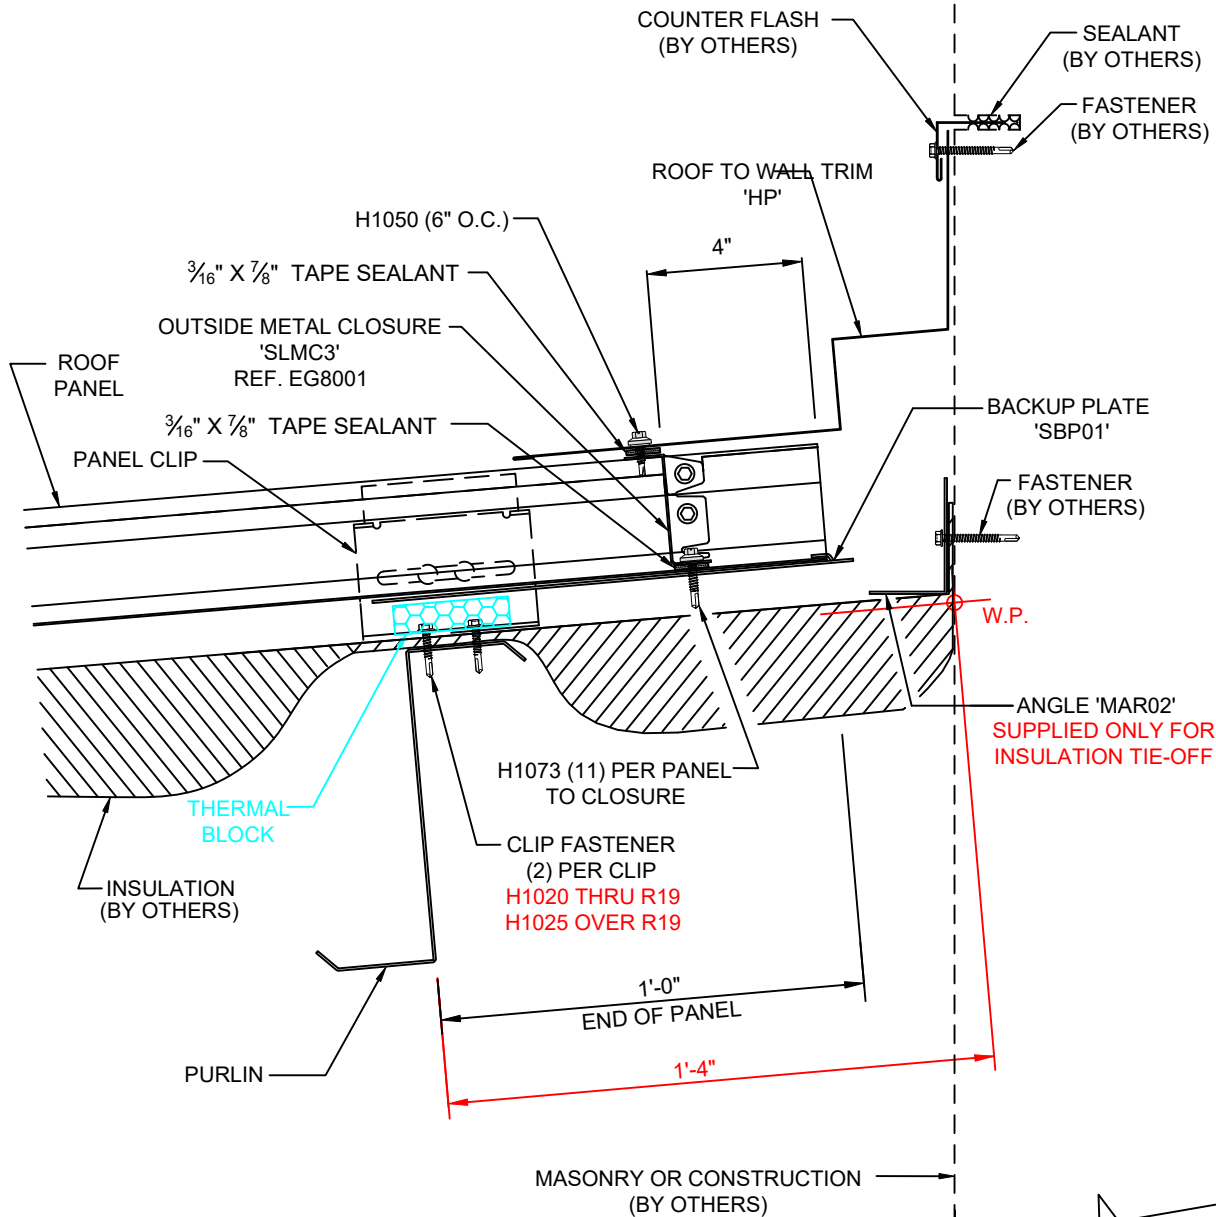 COUNTER FLASH
(BY OTHERS)
SEALANT
(BY OTHERS)
FASTENER
(BY OTHERS)
ROOF TO WALL TRIM
'HP'
H1050 (6" O.C.)
4"
3/16" X 7/8" TAPE SEALANT
OUTSIDE METAL CLOSURE
'SLMC3'
REF. EG8001
ROOF
PANEL
3/16" X 7/8" TAPE SEALANT
PANEL CLIP
BACKUP PLATE
'SBP01'
FASTENER
(BY OTHERS)
W.P.
ANGLE 'MAR02'
SUPPLIED ONLY FOR
INSULATION TIE-OFF
H1073 (11) PER PANEL
TO CLOSURE
THERMAL
BLOCK
CLIP FASTENER
(2) PER CLIP
H1020 THRU R19
H1025 OVER R19
INSULATION
(BY OTHERS)
1'-0"
END OF PANEL
1'-4"
PURLIN
MASONRY OR CONSTRUCTION
(BY OTHERS)